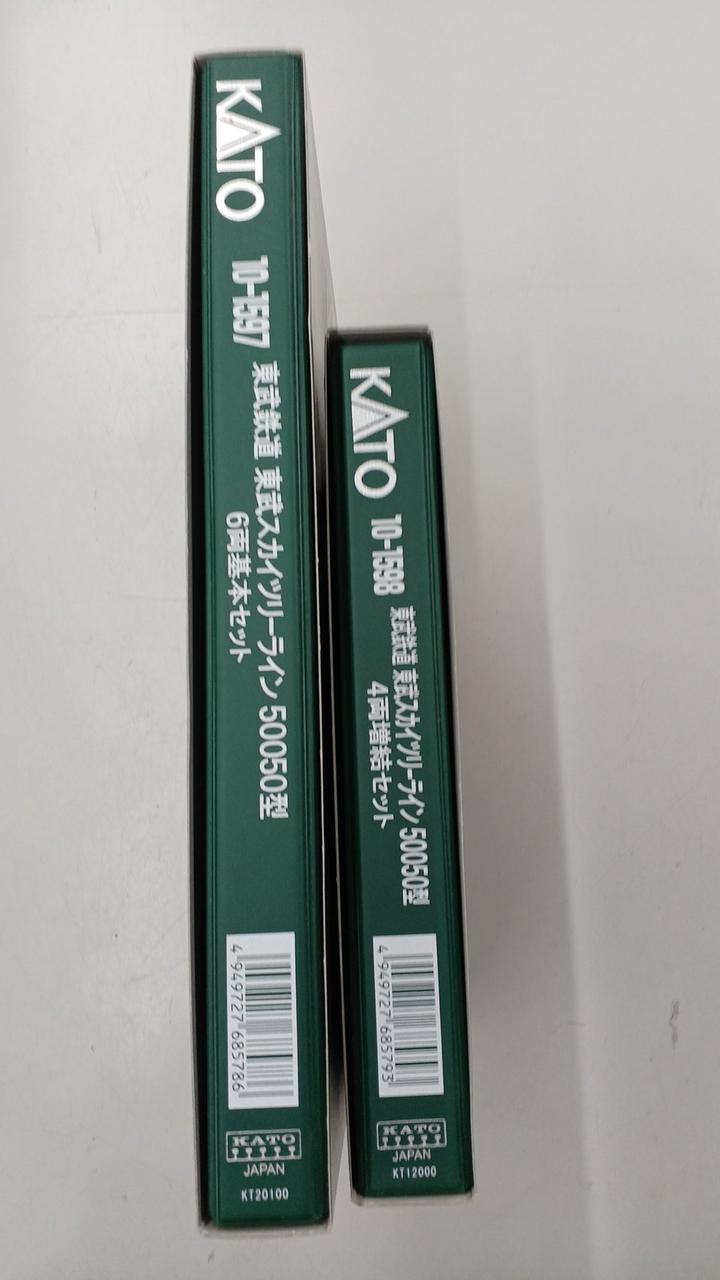 KATO
10-1597
東武鉄道 東武スカイツリーライン 50050型
6両基本セット
4 949727 685786
KATO
JAPAN
KT20100
KATO
10-1598
東武鉄道 東武スカイツリーライン 50050型
4両増結セット
4 949727 685793
KATO
JAPAN
KT12000